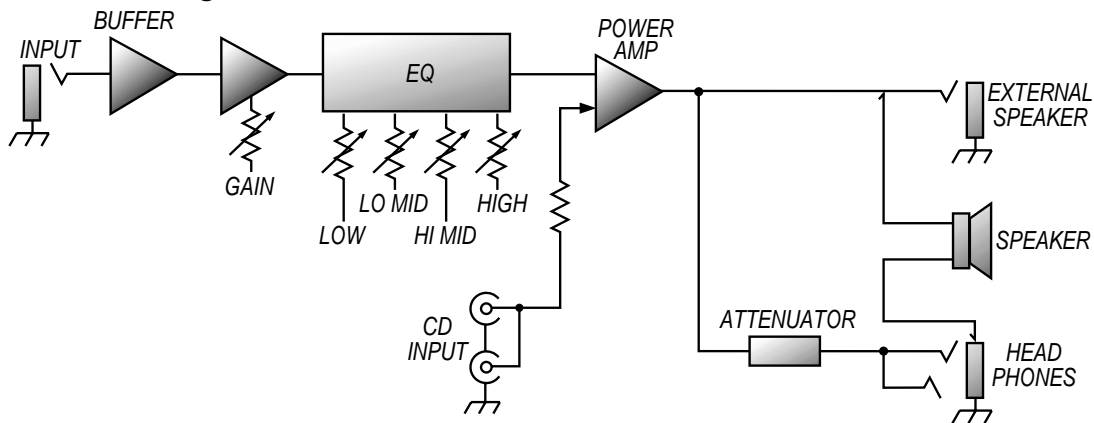 BUFFER
INPUT
EQ
POWER
AMP
EXTERNAL
SPEAKER
GAIN
LOW
LO MID
HI MID
HIGH
SPEAKER
CD
INPUT
ATTENUATOR
HEAD
PHONES